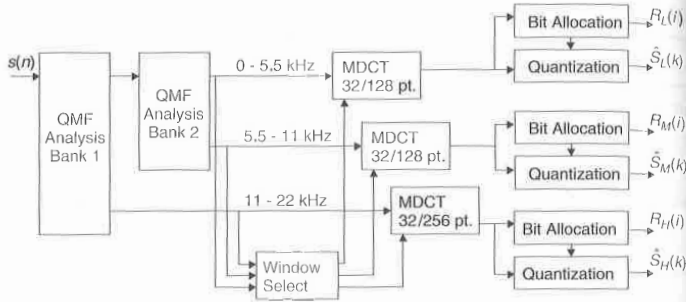 s(n)
QMF
Analysis
Bank 1
QMF
Analysis
Bank 2
0 - 5.5 kHz
MDCT
32/128 pt.
Bit Allocation
R_L(i)
Quantization
Ŝ_L(k)
5.5 - 11 kHz
MDCT
32/128 pt.
Bit Allocation
R_M(i)
Quantization
Ŝ_M(k)
11 - 22 kHz
MDCT
32/256 pt.
Bit Allocation
R_H(i)
Quantization
Ŝ_H(k)
Window
Select